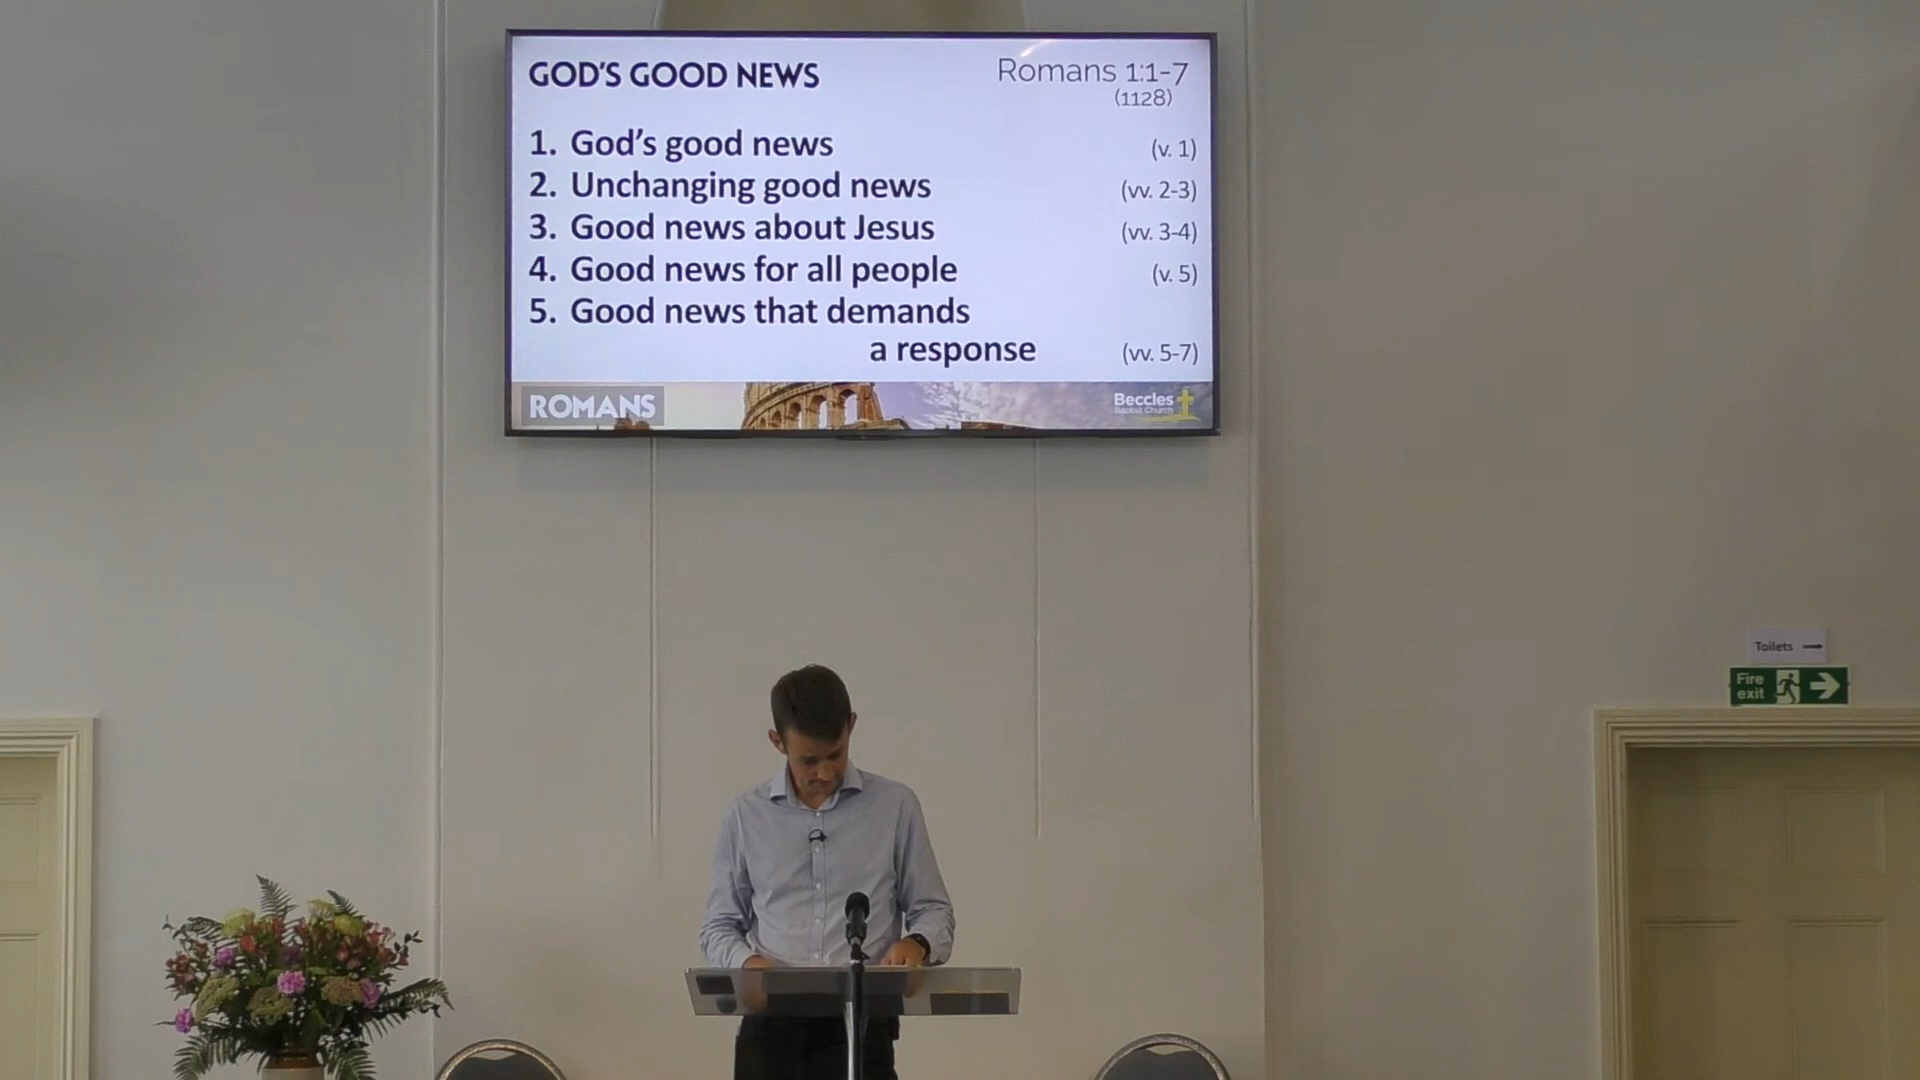 GOD'S GOOD NEWS
Romans 1:1-7
(1128)
1. God's good news (v. 1)
2. Unchanging good news (vv. 2-3)
3. Good news about Jesus (vv. 3-4)
4. Good news for all people (v. 5)
5. Good news that demands
a response (vv. 5-7)
ROMANS
Beccles
Baptist Church
Toilets
Fire
exit